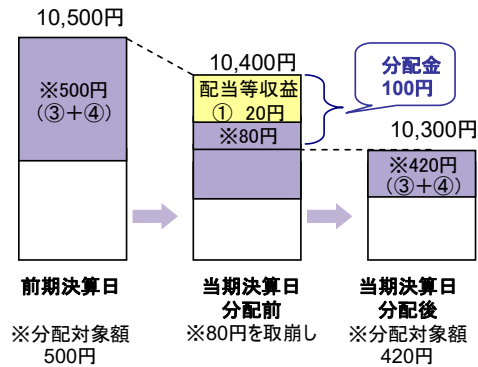 10,500円
※500円
(③+④)
前期決算日
※分配対象額
500円
10,400円
配当等収益
① 20円
※80円
当期決算日
分配前
※80円を取崩し
分配金
100円
10,300円
※420円
(③+④)
当期決算日
分配後
※分配対象額
420円